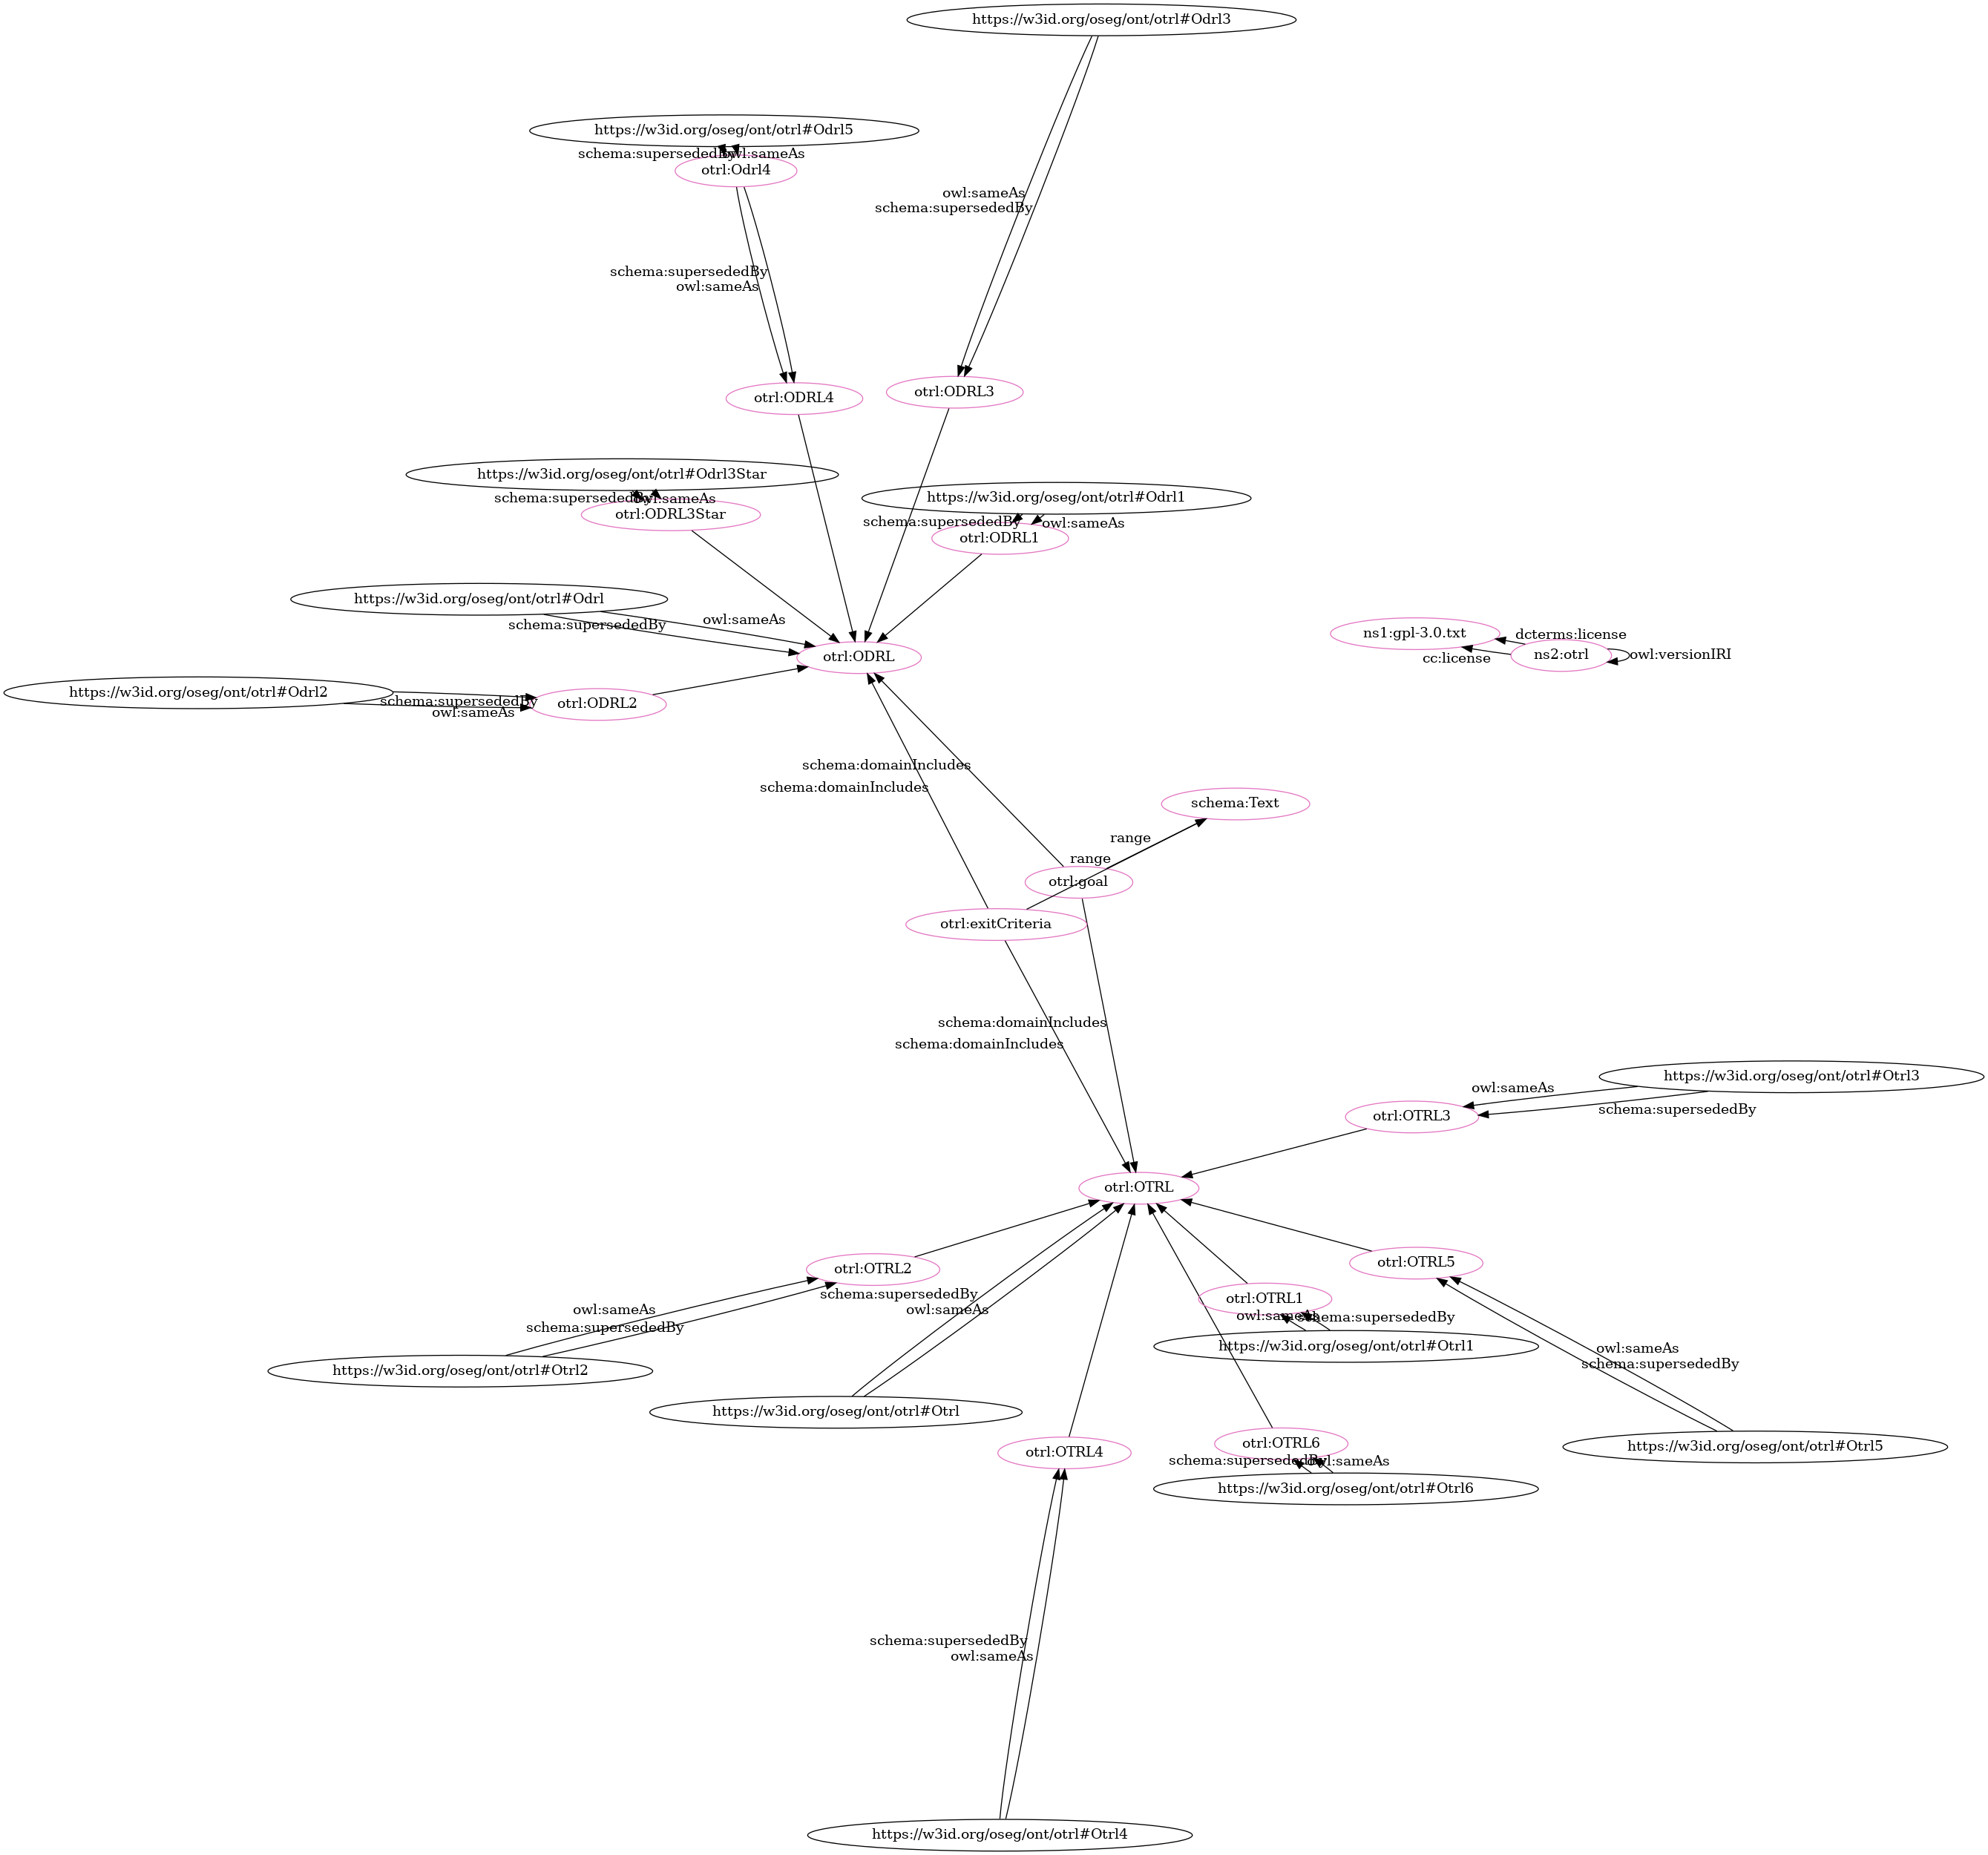 https://w3id.org/oseg/ont/otrl#Odrl3
https://w3id.org/oseg/ont/otrl#Odrl5
schema:supersededBy
owl:sameAs
otrl:Odrl4
owl:sameAs
schema:supersededBy
schema:supersededBy
owl:sameAs
otrl:ODRL4
otrl:ODRL3
https://w3id.org/oseg/ont/otrl#Odrl3Star
schema:supersededBy
owl:sameAs
otrl:ODRL3Star
https://w3id.org/oseg/ont/otrl#Odrl1
schema:supersededBy
owl:sameAs
otrl:ODRL1
https://w3id.org/oseg/ont/otrl#Odrl
owl:sameAs
schema:supersededBy
otrl:ODRL
ns1:gpl-3.0.txt
dcterms:license
ns2:otrl
owl:versionIRI
cc:license
https://w3id.org/oseg/ont/otrl#Odrl2
schema:supersededBy
owl:sameAs
otrl:ODRL2
schema:domainIncludes
schema:domainIncludes
schema:Text
range
range
otrl:goal
otrl:exitCriteria
schema:domainIncludes
schema:domainIncludes
https://w3id.org/oseg/ont/otrl#Otrl3
owl:sameAs
schema:supersededBy
otrl:OTRL3
otrl:OTRL
otrl:OTRL2
otrl:OTRL5
schema:supersededBy
owl:sameAs
otrl:OTRL1
owl:sameAs
schema:supersededBy
owl:sameAs
schema:supersededBy
https://w3id.org/oseg/ont/otrl#Otrl1
owl:sameAs
schema:supersededBy
https://w3id.org/oseg/ont/otrl#Otrl2
https://w3id.org/oseg/ont/otrl#Otrl
otrl:OTRL4
otrl:OTRL6
schema:supersededBy
owl:sameAs
https://w3id.org/oseg/ont/otrl#Otrl5
https://w3id.org/oseg/ont/otrl#Otrl6
schema:supersededBy
owl:sameAs
https://w3id.org/oseg/ont/otrl#Otrl4